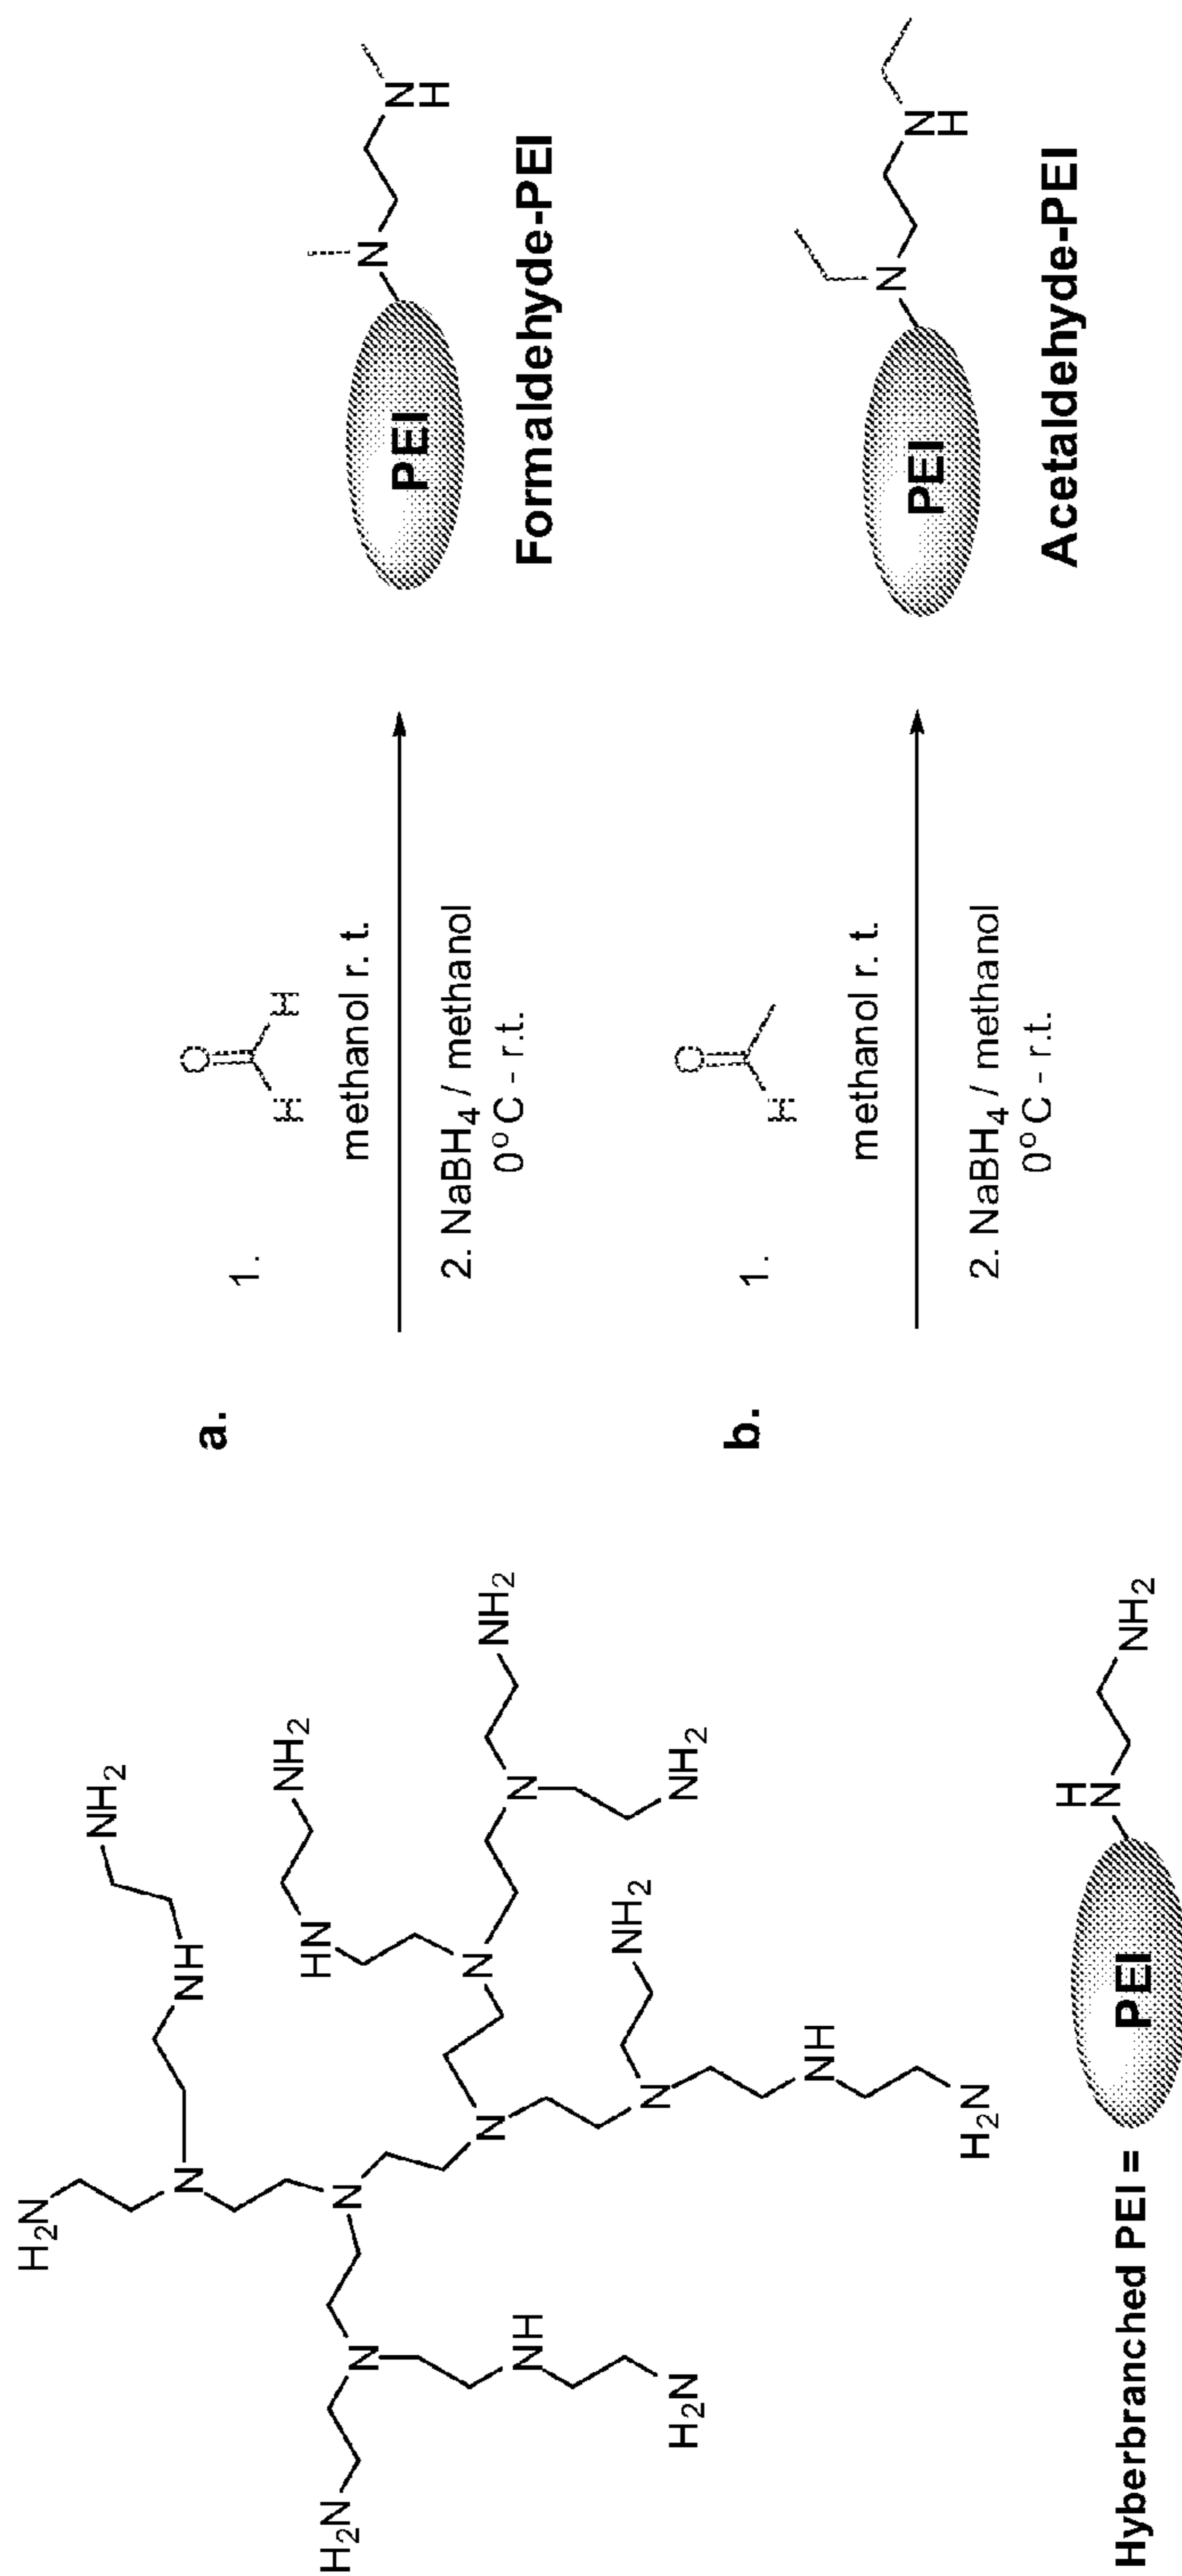 H₂N
NH₂
N
NH
NH₂
HN
H₂N
N
N
N
NH₂
N
N
NH
NH₂
N
H₂N
NH₂
NH
H₂N
Hyberbranched PEI =
PEI
H
N
NH₂
a.
1.
O
H
H
methanol r. t.
2. NaBH₄ / methanol
0°C - r.t.
PEI
N
N
H
Formaldehyde-PEI
b.
1.
O
H
methanol r. t.
2. NaBH₄ / methanol
0°C - r.t.
PEI
N
N
H
Acetaldehyde-PEI